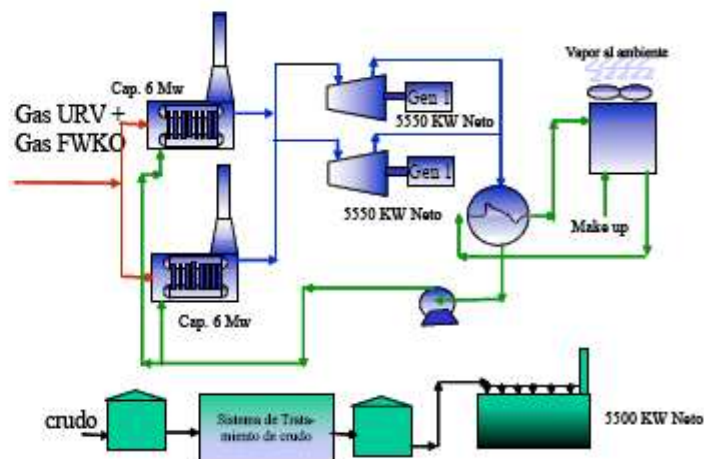 Vapor al ambiente
Cap. 6 Mw
Gas URV +
Gas FWKO
Gen 1
5550 KW Neto
Gen 1
5550 KW Neto
Make up
Cap. 6 Mw
crudo
Sistema de Trata-
miento de crudo
5500 KW Neto